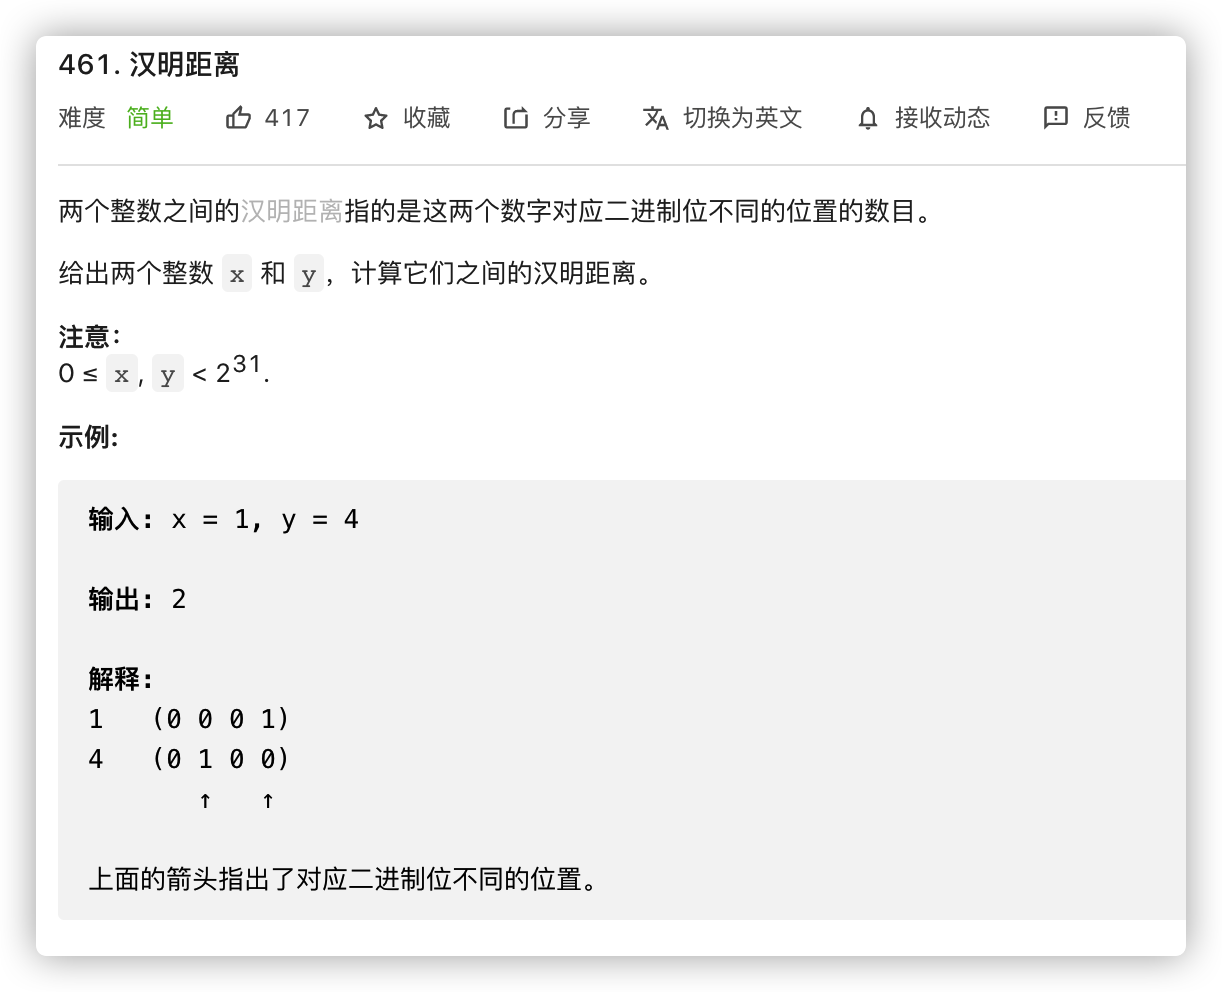 461. 汉明距离
难度 简单 417 收藏 分享 切换为英文 接收动态 反馈
两个整数之间的汉明距离指的是这两个数字对应二进制位不同的位置的数目。
给出两个整数 x 和 y，计算它们之间的汉明距离。
注意：
0 ≤ x, y < 2³¹.
示例:
输入: x = 1, y = 4
输出: 2
解释:
1 (0 0 0 1)
4 (0 1 0 0)
↑ ↑
上面的箭头指出了对应二进制位不同的位置。